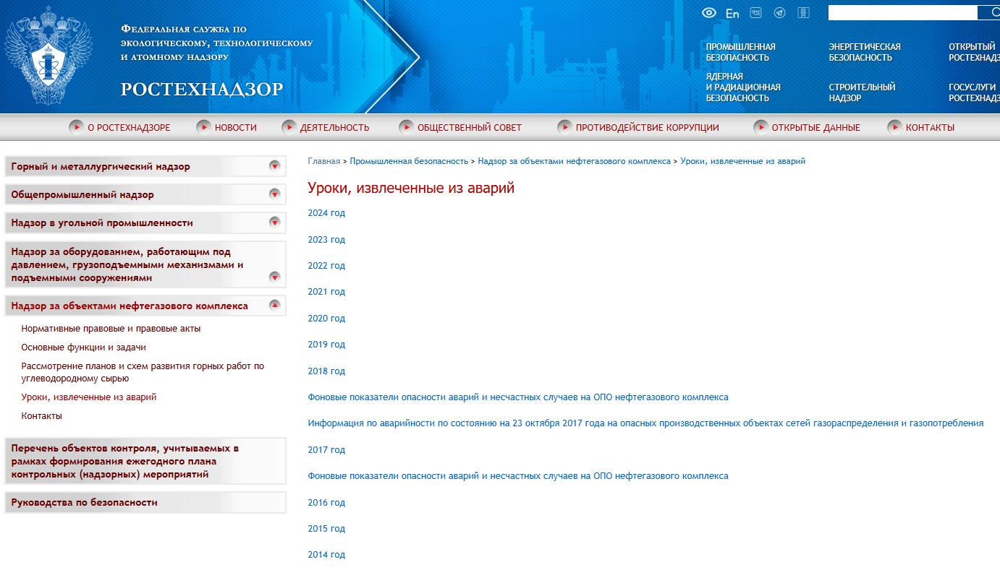 Федеральная служба по
экологическому, технологическому
и атомному надзору
РОСТЕХНАДЗОР
En
ПРОМЫШЛЕННАЯ
БЕЗОПАСНОСТЬ
ЭНЕРГЕТИЧЕСКАЯ
БЕЗОПАСНОСТЬ
ОТКРЫТЫЙ
РОСТЕХНАДЗ
ЯДЕРНАЯ
И РАДИАЦИОННАЯ
БЕЗОПАСНОСТЬ
СТРОИТЕЛЬНЫЙ
НАДЗОР
ГОСУСЛУГИ
РОСТЕХНАДЗ
О РОСТЕХНАДЗОРЕ
НОВОСТИ
ДЕЯТЕЛЬНОСТЬ
ОБЩЕСТВЕННЫЙ СОВЕТ
ПРОТИВОДЕЙСТВИЕ КОРРУПЦИИ
ОТКРЫТЫЕ ДАННЫЕ
КОНТАКТЫ
Горный и металлургический надзор
Общепромышленный надзор
Надзор в угольной промышленности
Надзор за оборудованием, работающим под
давлением, грузоподъемными механизмами и
подъемными сооружениями
Надзор за объектами нефтегазового комплекса
Нормативные правовые и правовые акты
Основные функции и задачи
Рассмотрение планов и схем развития горных работ по
углеводородному сырью
Уроки, извлеченные из аварий
Контакты
Перечень объектов контроля, учитываемых в
рамках формирования ежегодного плана
контрольных (надзорных) мероприятий
Руководства по безопасности
Главная > Промышленная безопасность > Надзор за объектами нефтегазового комплекса > Уроки, извлеченные из аварий
Уроки, извлеченные из аварий
2024 год
2023 год
2022 год
2021 год
2020 год
2019 год
2018 год
Фоновые показатели опасности аварий и несчастных случаев на ОПО нефтегазового комплекса
Информация по аварийности по состоянию на 23 октября 2017 года на опасных производственных объектах сетей газораспределения и газопотребления
2017 год
Фоновые показатели опасности аварий и несчастных случаев на ОПО нефтегазового комплекса
2016 год
2015 год
2014 год